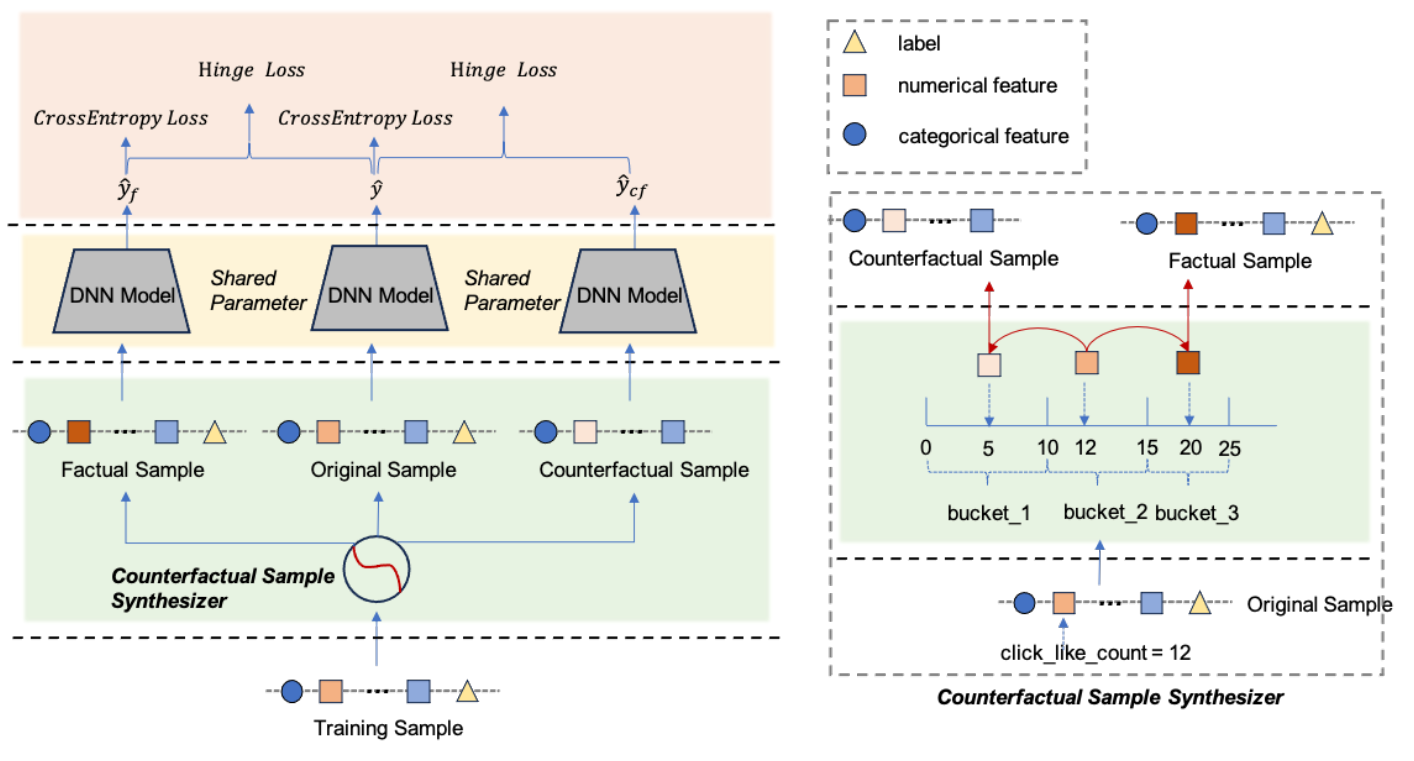 Hinge Loss
Hinge Loss
CrossEntropy Loss
CrossEntropy Loss
ŷ_f
ŷ
ŷ_cf
DNN Model
Shared
Parameter
DNN Model
Shared
Parameter
DNN Model
...
...
...
Factual Sample
Original Sample
Counterfactual Sample
Counterfactual Sample
Synthesizer
...
Training Sample
label
numerical feature
categorical feature
...
...
Counterfactual Sample
Factual Sample
0
5
10
12
15
20
25
bucket_1
bucket_2
bucket_3
...
Original Sample
click_like_count = 12
Counterfactual Sample Synthesizer